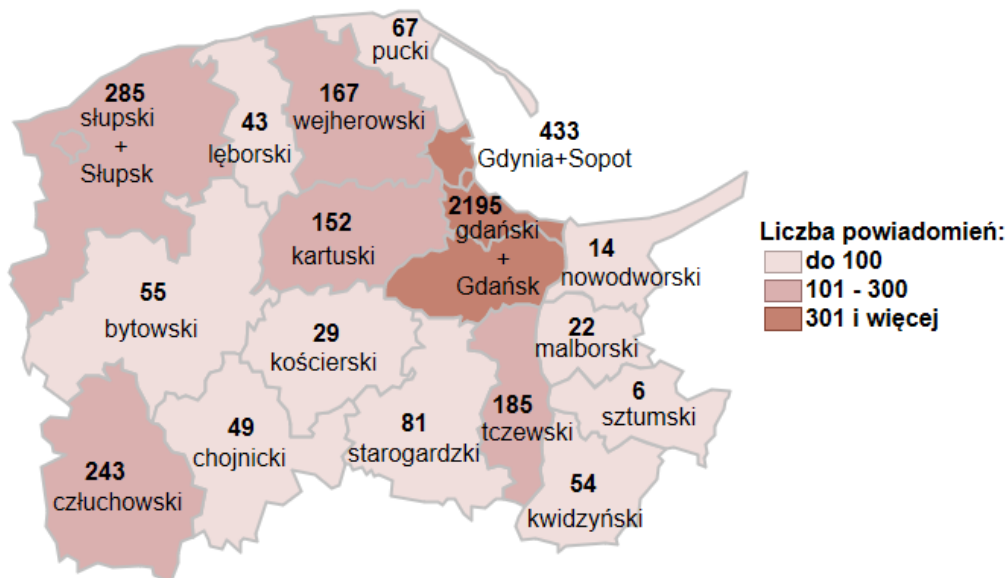 67
pucki
285
słupski
+
Słupsk
43
lęborski
167
wejherowski
433
Gdynia+Sopot
2195
gdański
+
Gdańsk
152
kartuski
14
nowodworski
55
bytowski
29
kościerski
22
malborski
6
sztumski
185
tczewski
81
starogardzki
49
chojnicki
243
człuchowski
54
kwidzyński
Liczba powiadomień:
do 100
101 - 300
301 i więcej